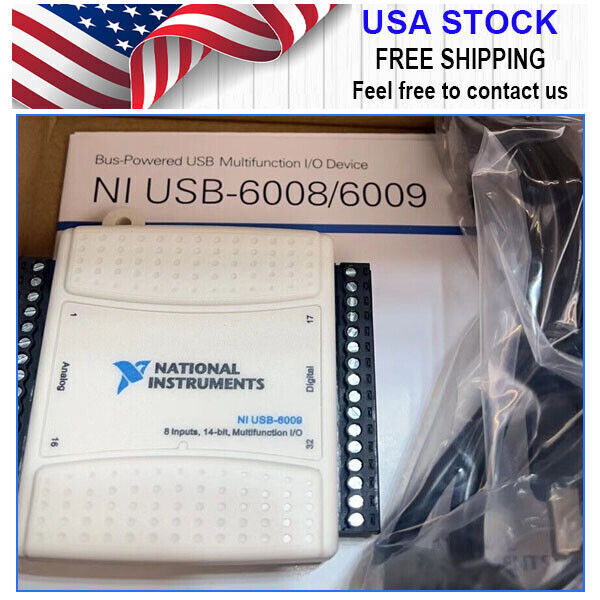 USA STOCK
FREE SHIPPING
Feel free to contact us
Bus-Powered USB Multifunction I/O Device
NI USB-6008/6009
1
17
Analog
Digital
NATIONAL
INSTRUMENTS
NI USB-6009
8 Inputs, 14-bit, Multifunction I/O
16
32